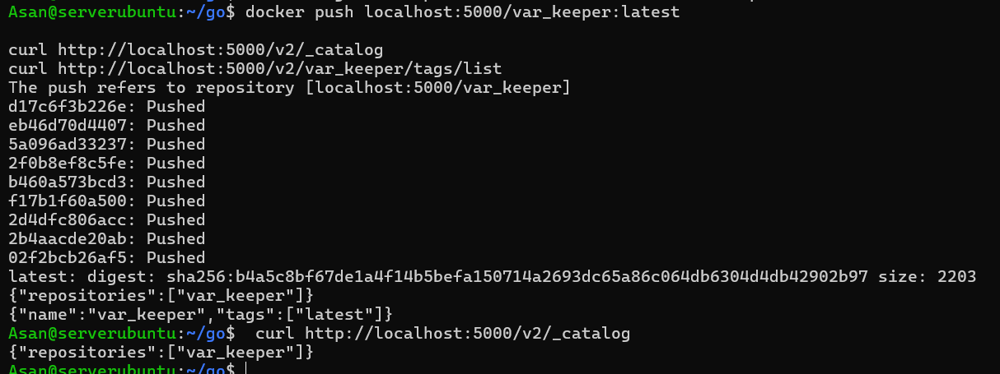 Asan@serverubuntu:~/go$ docker push localhost:5000/var_keeper:latest
curl http://localhost:5000/v2/_catalog
curl http://localhost:5000/v2/var_keeper/tags/list
The push refers to repository [localhost:5000/var_keeper]
d17c6f3b226e: Pushed
eb46d70d4407: Pushed
5a096ad33237: Pushed
2f0b8ef8c5fe: Pushed
b460a573bcd3: Pushed
f17b1f60a500: Pushed
2d4dfc806acc: Pushed
2b4aacde20ab: Pushed
02f2bcb26af5: Pushed
latest: digest: sha256:b4a5c8bf67de1a4f14b5befa150714a2693dc65a86c064db6304d4db42902b97 size: 2203
{"repositories":["var_keeper"]}
{"name":"var_keeper","tags":["latest"]}
Asan@serverubuntu:~/go$  curl http://localhost:5000/v2/_catalog
{"repositories":["var_keeper"]}
Asan@serverubuntu:~/go$